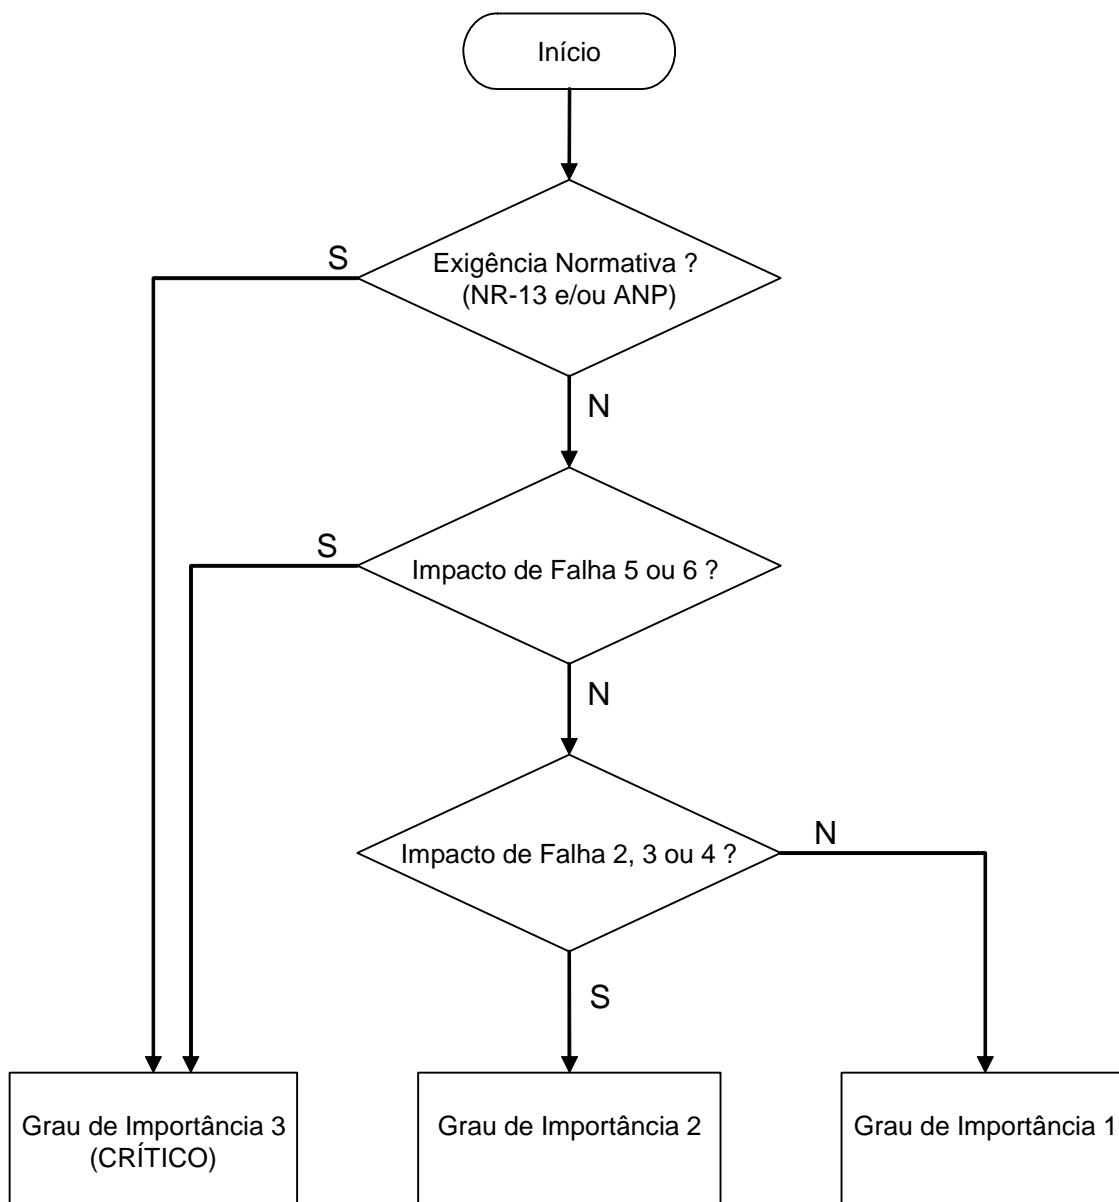 Início
S
Exigência Normativa ?
(NR-13 e/ou ANP)
N
S
Impacto de Falha 5 ou 6 ?
N
N
Impacto de Falha 2, 3 ou 4 ?
S
Grau de Importância 3
(CRÍTICO)
Grau de Importância 2
Grau de Importância 1